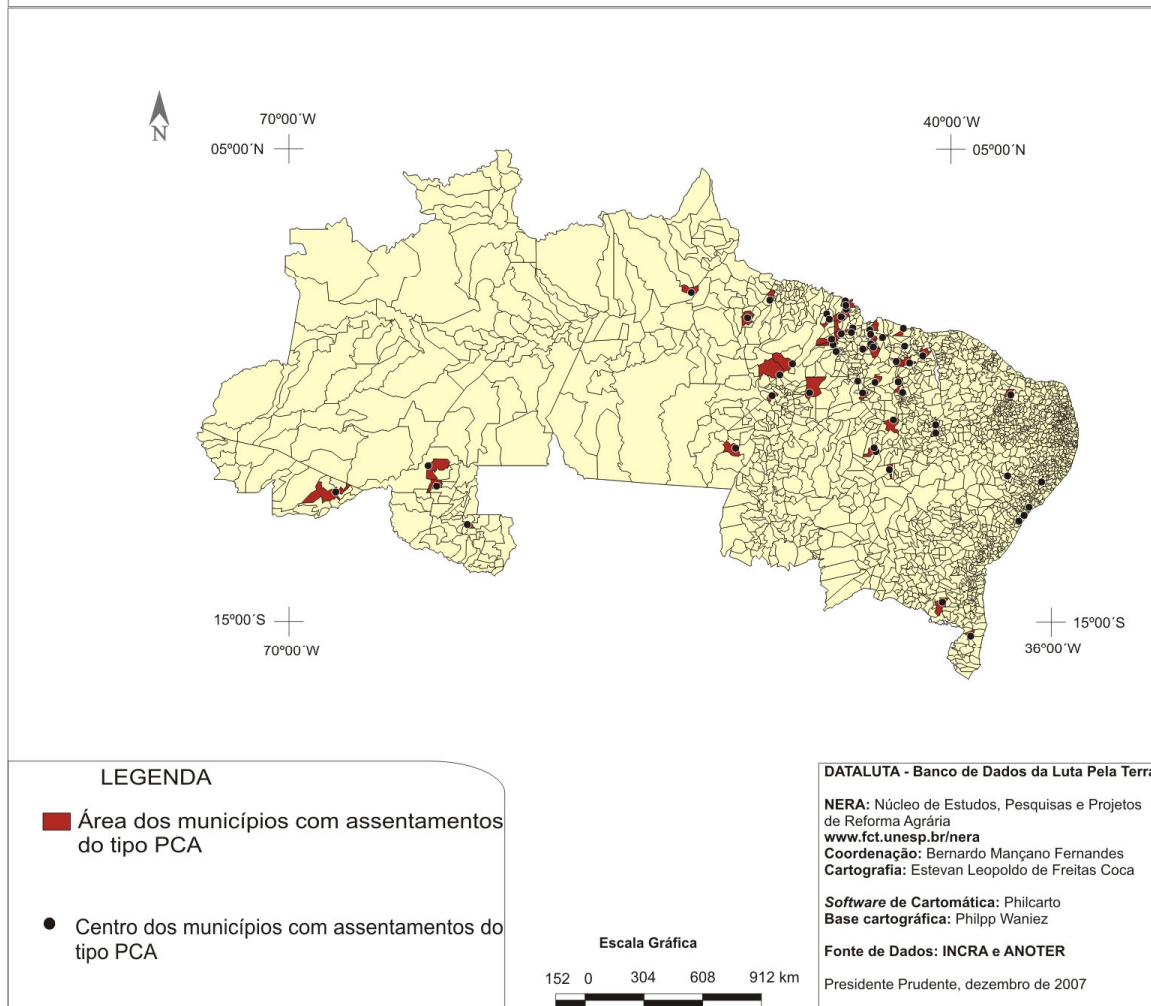 N
70º00´W
05º00´N
40º00´W
05º00´N
15º00´S
70º00´W
15º00´S
36º00´W
LEGENDA
Área dos municípios com assentamentos
do tipo PCA
Centro dos municípios com assentamentos do
tipo PCA
Escala Gráfica
152 0 304 608 912 km
DATALUTA - Banco de Dados da Luta Pela Terra
NERA: Núcleo de Estudos, Pesquisas e Projetos
de Reforma Agrária
www.fct.unesp.br/nera
Coordenação: Bernardo Mançano Fernandes
Cartografia: Estevan Leopoldo de Freitas Coca
Software de Cartomática: Philcarto
Base cartográfica: Philpp Waniez
Fonte de Dados: INCRA e ANOTER
Presidente Prudente, dezembro de 2007